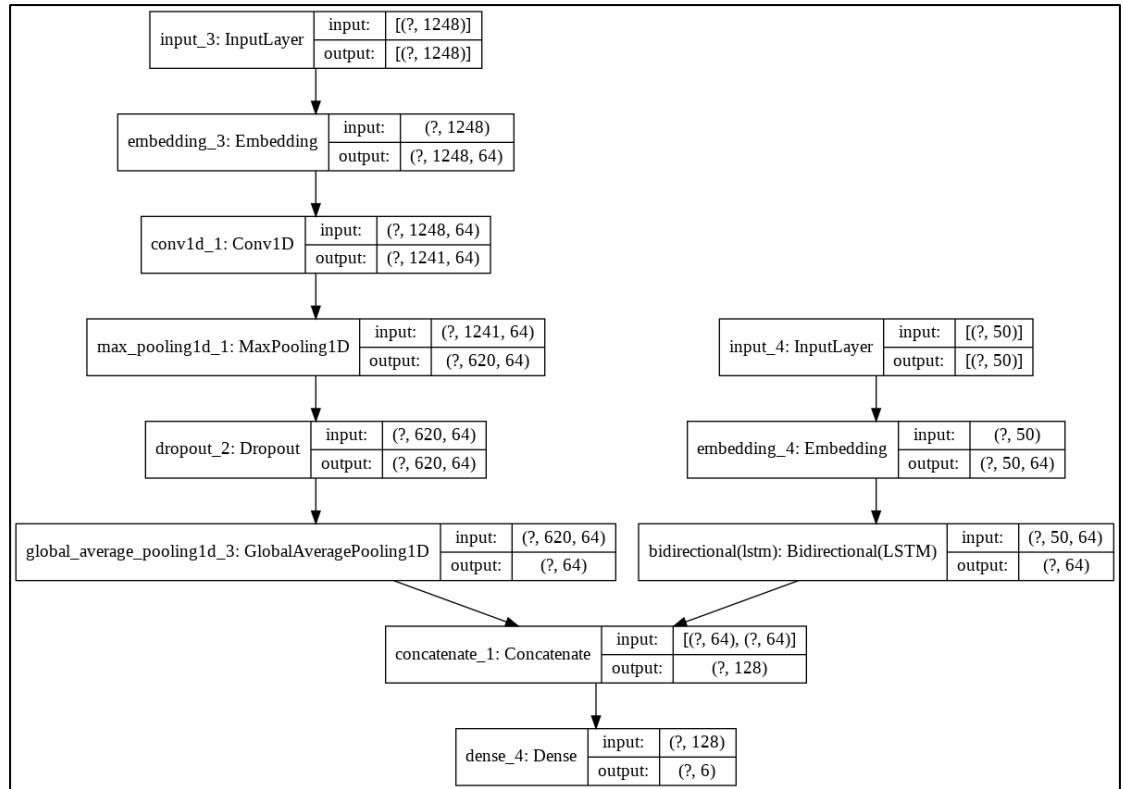 input_3: InputLayer
input: [(?, 1248)]
output: [(?, 1248)]
embedding_3: Embedding
input: (?, 1248)
output: (?, 1248, 64)
conv1d_1: Conv1D
input: (?, 1248, 64)
output: (?, 1241, 64)
max_pooling1d_1: MaxPooling1D
input: (?, 1241, 64)
output: (?, 620, 64)
input_4: InputLayer
input: [(?, 50)]
output: [(?, 50)]
dropout_2: Dropout
input: (?, 620, 64)
output: (?, 620, 64)
embedding_4: Embedding
input: (?, 50)
output: (?, 50, 64)
global_average_pooling1d_3: GlobalAveragePooling1D
input: (?, 620, 64)
output: (?, 64)
bidirectional(lstm): Bidirectional(LSTM)
input: (?, 50, 64)
output: (?, 64)
concatenate_1: Concatenate
input: [(?, 64), (?, 64)]
output: (?, 128)
dense_4: Dense
input: (?, 128)
output: (?, 6)